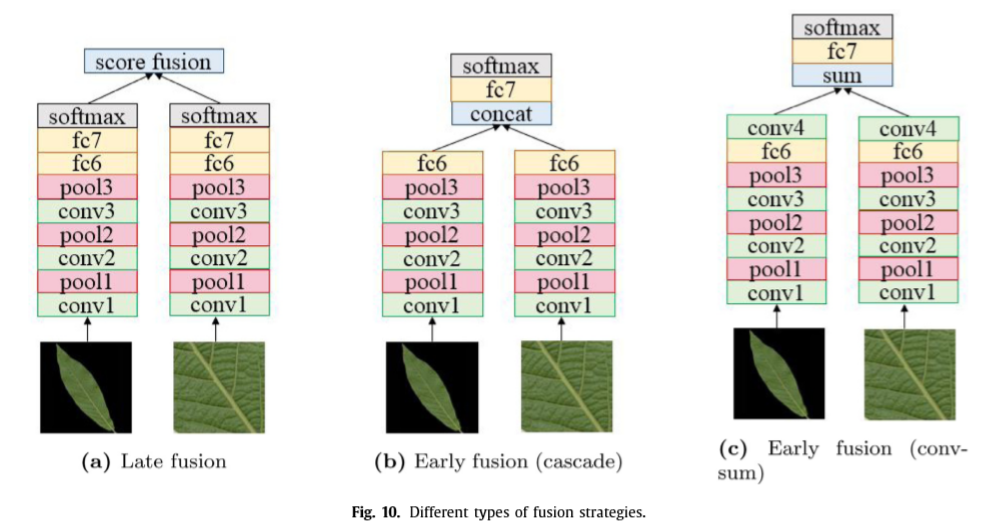 score fusion
softmax
fc7
fc6
pool3
conv3
pool2
conv2
pool1
conv1
softmax
fc7
fc6
pool3
conv3
pool2
conv2
pool1
conv1
(a) Late fusion
softmax
fc7
concat
fc6
pool3
conv3
pool2
conv2
pool1
conv1
fc6
pool3
conv3
pool2
conv2
pool1
conv1
(b) Early fusion (cascade)
softmax
fc7
sum
conv4
fc6
pool3
conv3
pool2
conv2
pool1
conv1
conv4
fc6
pool3
conv3
pool2
conv2
pool1
conv1
(c) Early fusion (conv-
sum)
Fig. 10. Different types of fusion strategies.